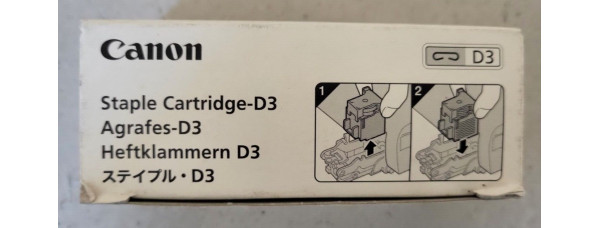 Canon
D3
Staple Cartridge-D3
Agrafes-D3
Heftklammern D3
ステイプル・D3
1
2